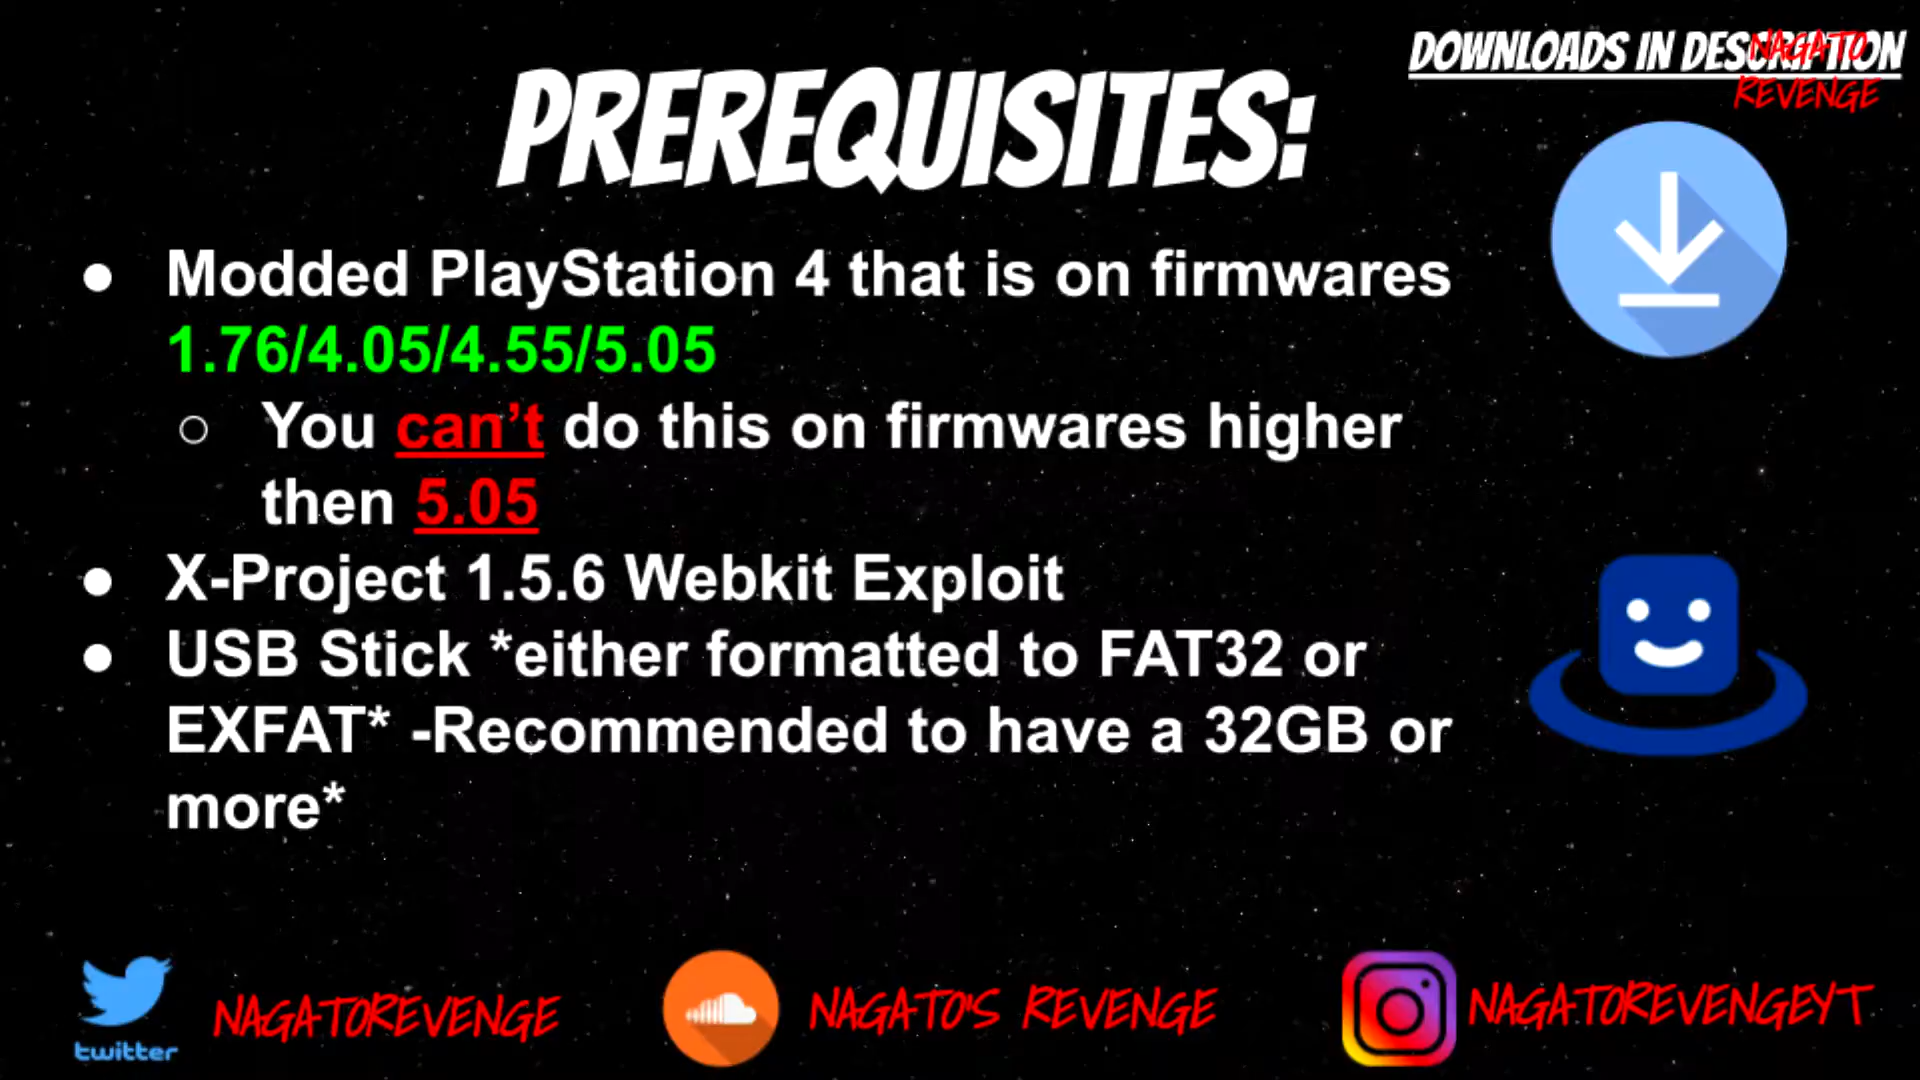 DOWNLOADS IN DESCRIPTION
NAGATO
REVENGE
PREREQUISITES:
● Modded PlayStation 4 that is on firmwares
1.76/4.05/4.55/5.05
○ You can’t do this on firmwares higher
then 5.05
● X-Project 1.5.6 Webkit Exploit
● USB Stick *either formatted to FAT32 or
EXFAT* -Recommended to have a 32GB or
more*
twitter
NAGATOREVENGE
NAGATO'S REVENGE
NAGATOREVENGEYT